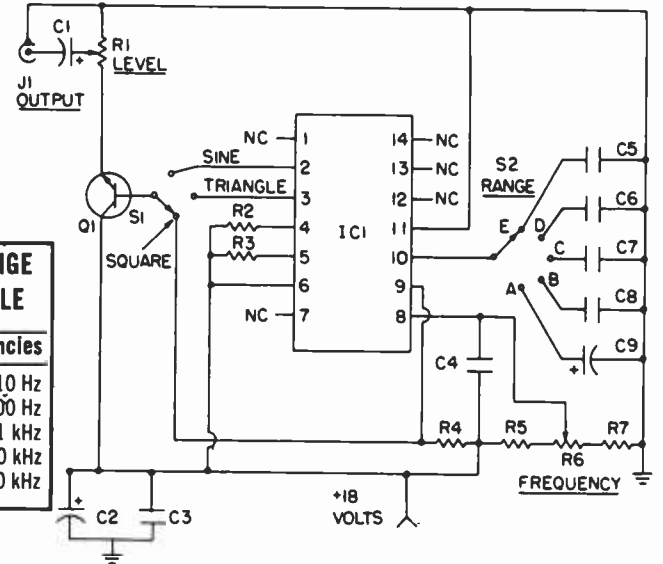 C1
R1
LEVEL
J1
OUTPUT
NC
1
14
NC
SINE
2
13
NC
S2
RANGE
TRIANGLE
3
12
NC
R2
4
IC1
11
R3
5
10
6
9
NC
7
8
Q1
S1
SQUARE
E
D
C
B
A
C5
C6
C7
C8
C9
+
C4
R4
R5
R6
R7
FREQUENCY
+18
VOLTS
+
C2
C3
+
NGE
LE
ncies
10 Hz
00 Hz
1 kHz
0 kHz
0 kHz